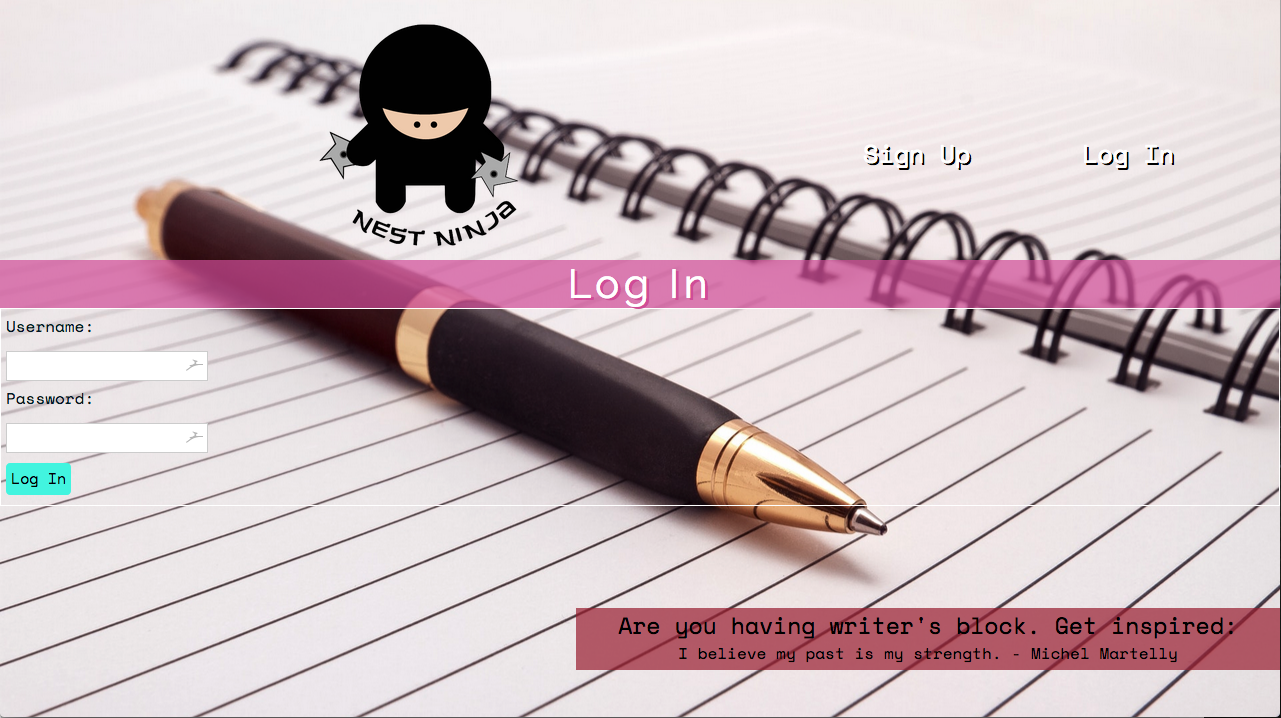 NEST NINJA
Sign Up
Log In
Log In
Username:
Password:
Log In
Are you having writer's block. Get inspired:
I believe my past is my strength. - Michel Martelly